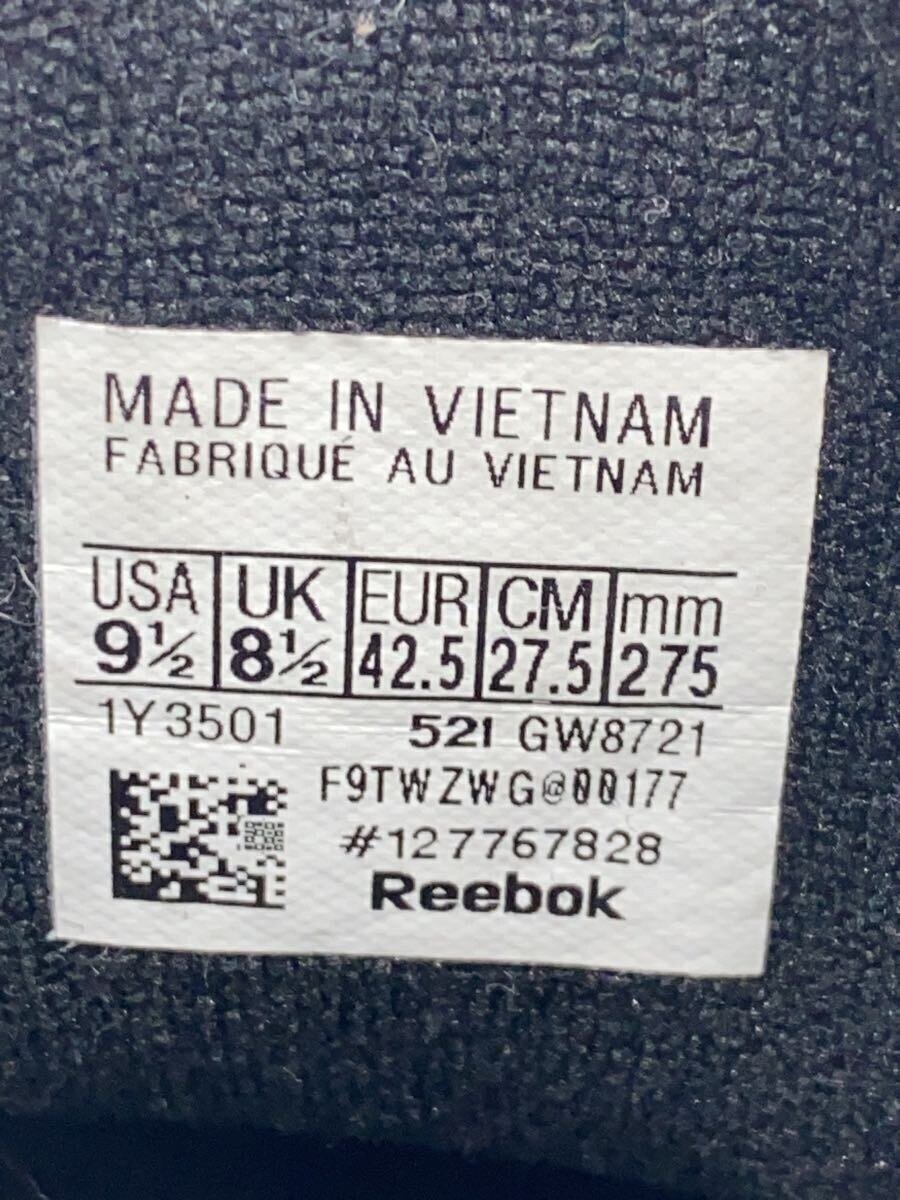 MADE IN VIETNAM
FABRIQUÉ AU VIETNAM
USA UK EUR CM mm
9½ 8½ 42.5 27.5 275
1Y3501 521 GW8721
F9TWZWG@00177
#127767828
Reebok